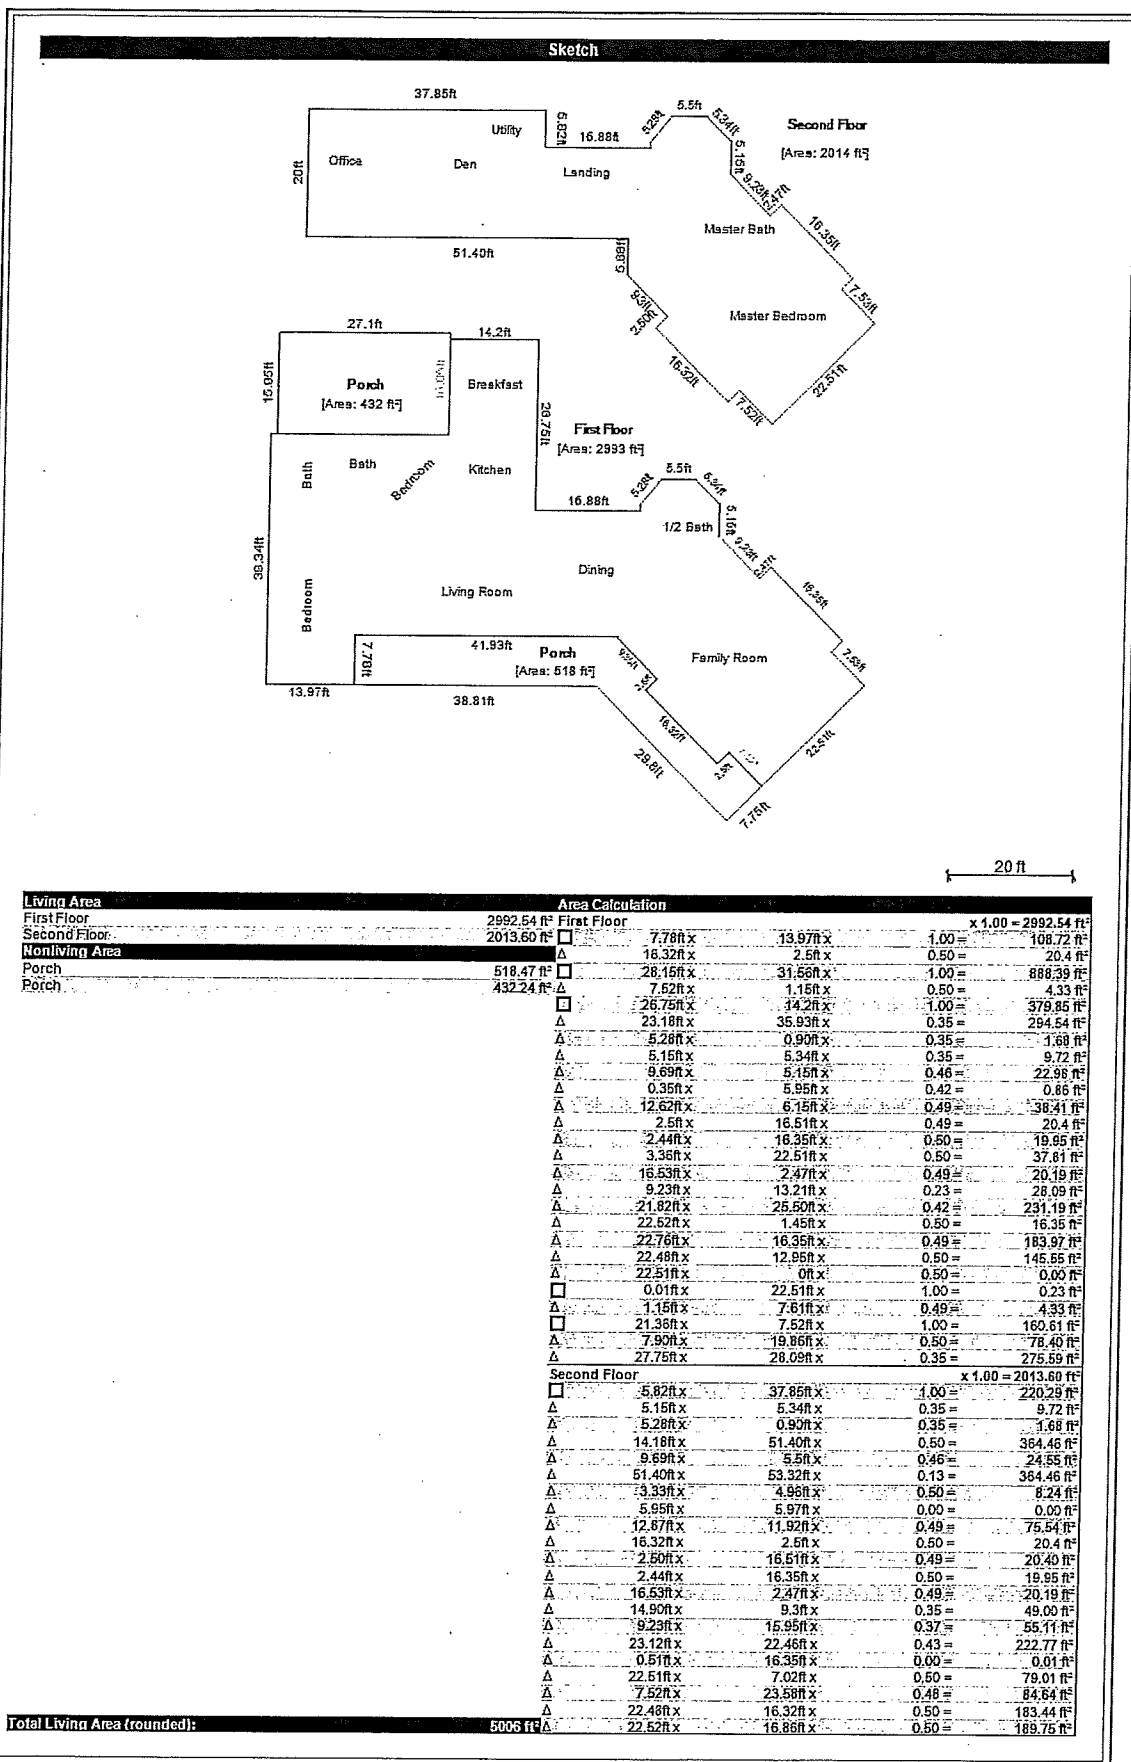 Sketch
37.85ft
5.82ft
16.88ft
5.28ft
5.5ft
5.34ft
5.15ft
9.23ft
Second Floor
[Area: 2014 ft²]
Utility
Office
Den
Landing
20ft
Master Bath
16.35ft
51.40ft
7.53ft
9.3ft
2.50ft
Master Bedroom
16.32ft
7.52ft
22.51ft
27.1ft
14.2ft
15.95ft
Porch
[Area: 432 ft²]
Breakfast
26.75ft
First Floor
[Area: 2993 ft²]
Bath
Bath
Bedroom
Kitchen
5.28ft
5.5ft
5.34ft
16.88ft
5.15ft
1/2 Bath
9.23ft
39.34ft
Dining
16.35ft
Bedroom
Living Room
41.93ft
7.78ft
Porch
[Area: 518 ft²]
Family Room
7.53ft
13.97ft
38.81ft
16.32ft
2.5ft
22.51ft
29.8ft
7.75ft
20 ft
Living Area
First Floor 2992.54 ft²
Second Floor 2013.60 ft²
Nonliving Area
Porch 518.47 ft²
Porch 432.24 ft²
Total Living Area (rounded): 5006 ft²
Area Calculation
First Floor x 1.00 = 2992.54 ft²
7.78ft x 13.97ft x 1.00 = 108.72 ft²
16.32ft x 2.5ft x 0.50 = 20.4 ft²
28.15ft x 31.56ft x 1.00 = 888.39 ft²
7.52ft x 1.15ft x 0.50 = 4.33 ft²
26.75ft x 14.2ft x 1.00 = 379.85 ft²
23.18ft x 35.93ft x 0.35 = 294.54 ft²
5.28ft x 0.90ft x 0.35 = 1.68 ft²
5.15ft x 5.34ft x 0.35 = 9.72 ft²
9.69ft x 5.15ft x 0.46 = 22.98 ft²
0.35ft x 5.95ft x 0.42 = 0.86 ft²
12.62ft x 6.15ft x 0.49 = 38.41 ft²
2.5ft x 16.51ft x 0.49 = 20.4 ft²
2.44ft x 16.35ft x 0.50 = 19.95 ft²
3.36ft x 22.51ft x 0.50 = 37.81 ft²
16.53ft x 2.47ft x 0.49 = 20.19 ft²
9.23ft x 13.21ft x 0.23 = 28.09 ft²
21.82ft x 25.50ft x 0.42 = 231.19 ft²
22.52ft x 1.45ft x 0.50 = 16.35 ft²
22.76ft x 16.35ft x 0.49 = 183.97 ft²
22.48ft x 12.95ft x 0.50 = 145.55 ft²
22.51ft x 0ft x 0.50 = 0.00 ft²
0.01ft x 22.51ft x 1.00 = 0.23 ft²
1.15ft x 7.61ft x 0.49 = 4.33 ft²
21.36ft x 7.52ft x 1.00 = 160.61 ft²
7.90ft x 19.86ft x 0.50 = 78.40 ft²
27.75ft x 28.09ft x 0.35 = 275.59 ft²
Second Floor x 1.00 = 2013.60 ft²
5.82ft x 37.85ft x 1.00 = 220.29 ft²
5.15ft x 5.34ft x 0.35 = 9.72 ft²
5.28ft x 0.90ft x 0.35 = 1.68 ft²
14.18ft x 51.40ft x 0.50 = 364.46 ft²
9.69ft x 5.5ft x 0.46 = 24.55 ft²
51.40ft x 53.32ft x 0.13 = 364.46 ft²
3.33ft x 4.96ft x 0.50 = 8.24 ft²
5.95ft x 5.97ft x 0.00 = 0.00 ft²
12.87ft x 11.92ft x 0.49 = 75.54 ft²
16.32ft x 2.5ft x 0.50 = 20.4 ft²
2.50ft x 16.51ft x 0.49 = 20.40 ft²
2.44ft x 16.35ft x 0.50 = 19.95 ft²
16.53ft x 2.47ft x 0.49 = 20.19 ft²
14.90ft x 9.3ft x 0.35 = 49.00 ft²
9.23ft x 15.95ft x 0.37 = 55.11 ft²
23.12ft x 22.46ft x 0.43 = 222.77 ft²
0.51ft x 16.35ft x 0.00 = 0.01 ft²
22.51ft x 7.02ft x 0.50 = 79.01 ft²
7.52ft x 23.58ft x 0.48 = 84.64 ft²
22.48ft x 16.32ft x 0.50 = 183.44 ft²
22.52ft x 16.86ft x 0.50 = 189.75 ft²